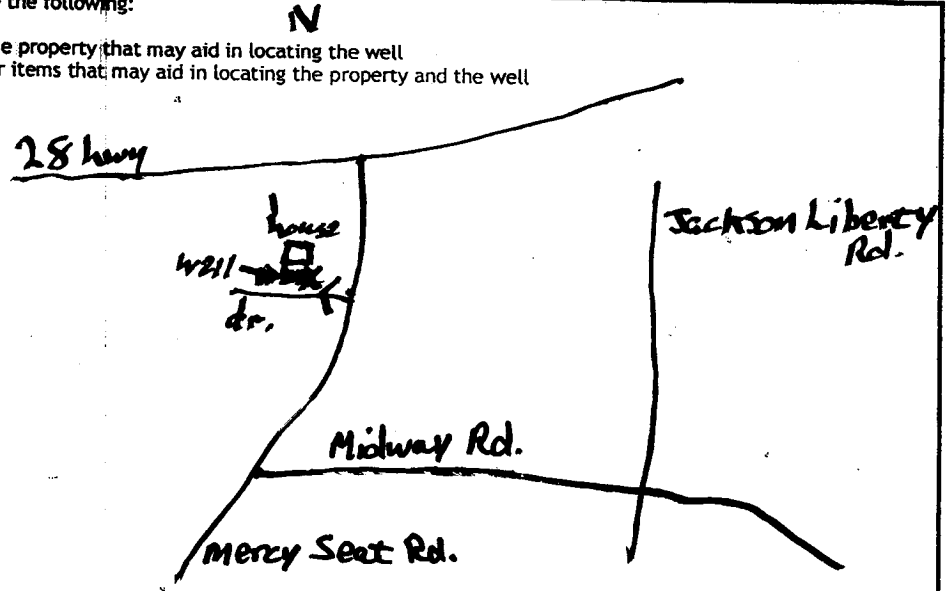 the following:
N
e property that may aid in locating the well
r items that may aid in locating the property and the well
28 hwy
house
Jackson Liberty
Rd.
well
dr.
Midway Rd.
Mercy Seat Rd.